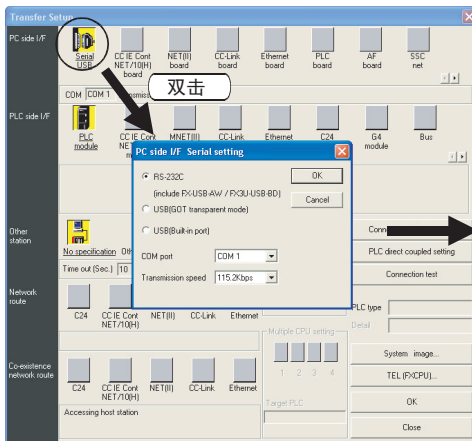 Transfer Setup
PC side I/F
Serial
USB
CC IE Cont
NET/10(H)
board
NET(II)
board
CC-Link
board
Ethernet
board
PLC
board
AF
board
SSC
net
COM COM 1
双击
PLC side I/F
PLC
module
CC IE Cont
MNET(II)
CC-Link
Ethernet
C24
G4
module
Bus
PC side I/F Serial setting
RS-232C
(include FX-USB-AW / FX3U-USB-BD)
USB(GOT transparent mode)
USB(Built-in port)
COM port
COM 1
Transmission speed
115.2Kbps
OK
Cancel
Other
station
No specification
Time out (Sec.) 10
PLC direct coupled setting
Connection test
Network
route
C24
CC IE Cont
NET/10(H)
NET(II)
CC-Link
Ethernet
PLC type
Detail
Multiple CPU setting
1 2 3 4
Target PLC
System image...
TEL (FXCPU)...
Co-existence
network route
C24
CC IE Cont
NET/10(H)
NET(II)
CC-Link
Ethernet
Accessing host station
OK
Close